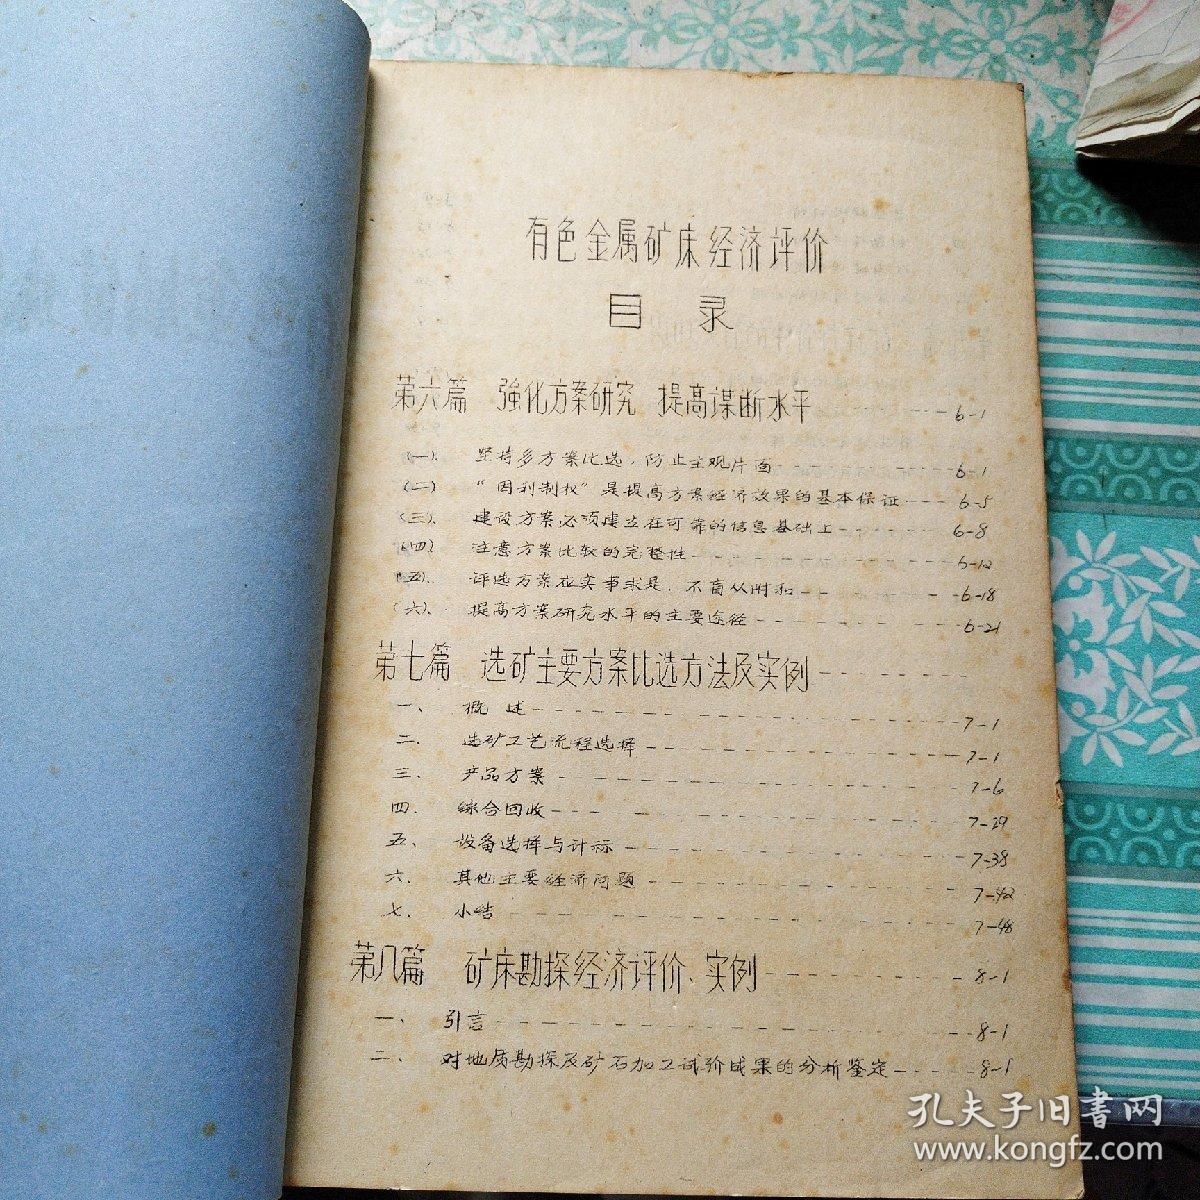 有色金属矿床经济评价
目 录
第六篇 强化方案研究 提高谋断水平 6-1
(一). 坚持多方案比选,防止主观片面 6-1
(二) "因利制权"是提高方案经济效果的基本保证 6-5
(三). 建设方案必须建立在可靠的信息基础上 6-8
(四) 注意方案比较的完整性 6-12
(五). 评选方案应实事求是,不盲从附和 6-18
(六). 提高方案研究水平的主要途径 6-21
第七篇 选矿主要方案比选方法及实例
一、 概 述 7-1
二、 选矿工艺流程选择 7-1
三、 产品方案 7-6
四. 综合回收 7-29
五、 设备选择与计标 7-38
六、 其他主要经济问题 7-42
七、 小结 7-48
第八篇 矿床勘探经济评价、实例 8-1
一、 引言 8-1
二、 对地质勘探及矿石加工试验成果的分析鉴定 8-1
孔夫子旧書网
www.kongfz.com